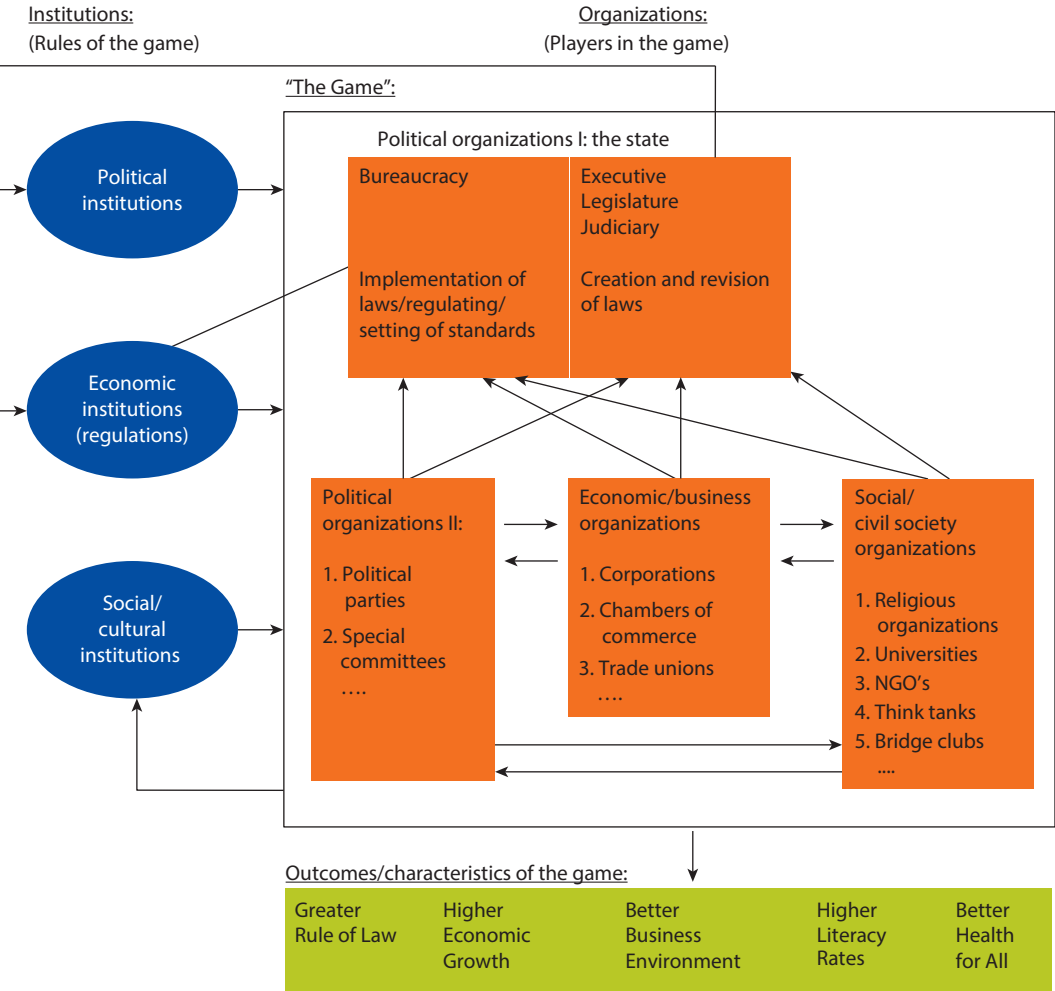 Institutions:
(Rules of the game)
Organizations:
(Players in the game)
“The Game”:
Political organizations I: the state
Political
institutions
Economic
institutions
(regulations)
Social/
cultural
institutions
Bureaucracy
Implementation of
laws/regulating/
setting of standards
Executive
Legislature
Judiciary
Creation and revision
of laws
Political
organizations II:
1. Political
parties
2. Special
committees
….
Economic/business
organizations
1. Corporations
2. Chambers of
commerce
3. Trade unions
….
Social/
civil society
organizations
1. Religious
organizations
2. Universities
3. NGO’s
4. Think tanks
5. Bridge clubs
....
Outcomes/characteristics of the game:
Greater
Rule of Law
Higher
Economic
Growth
Better
Business
Environment
Higher
Literacy
Rates
Better
Health
for All